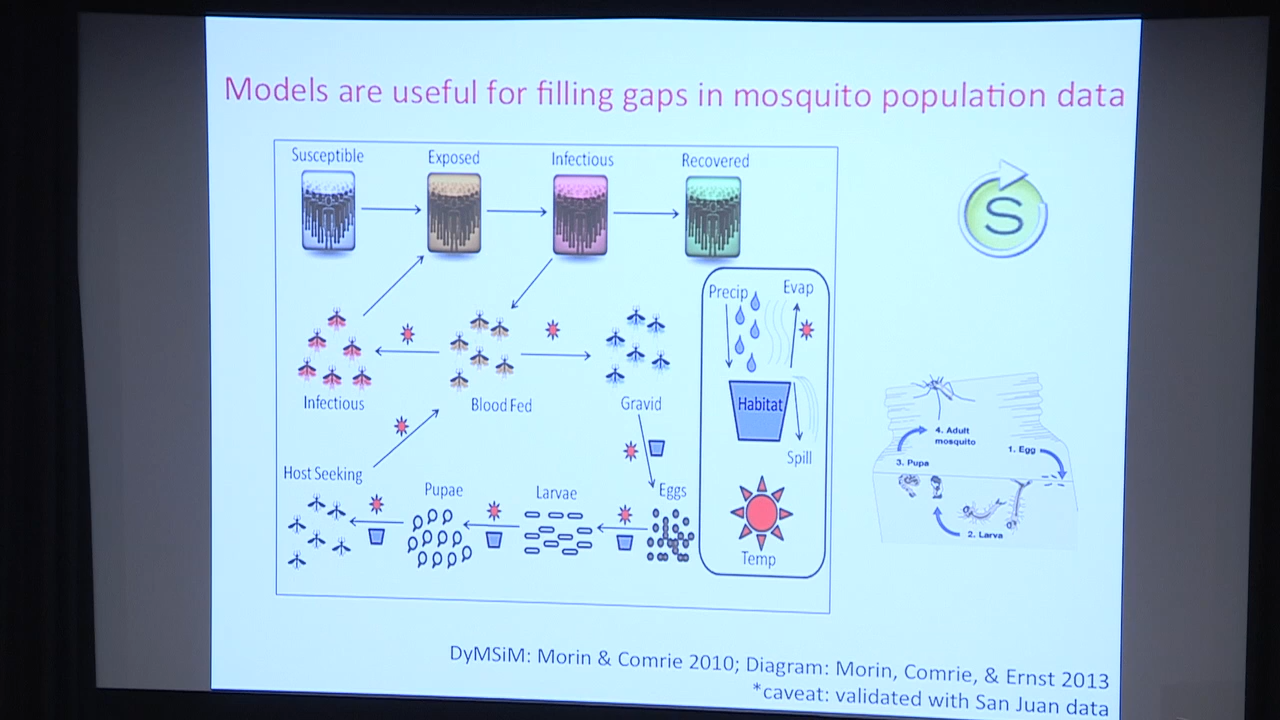 Models are useful for filling gaps in mosquito population data
Susceptible Exposed Infectious Recovered
S
Precip Evap
Infectious Blood Fed Gravid
Habitat
Spill
Host Seeking Pupae Larvae Eggs
Temp
4. Adult
mosquito
1. Egg
3. Pupa
2. Larva
DyMSiM: Morin & Comrie 2010; Diagram: Morin, Comrie, & Ernst 2013
*caveat: validated with San Juan data